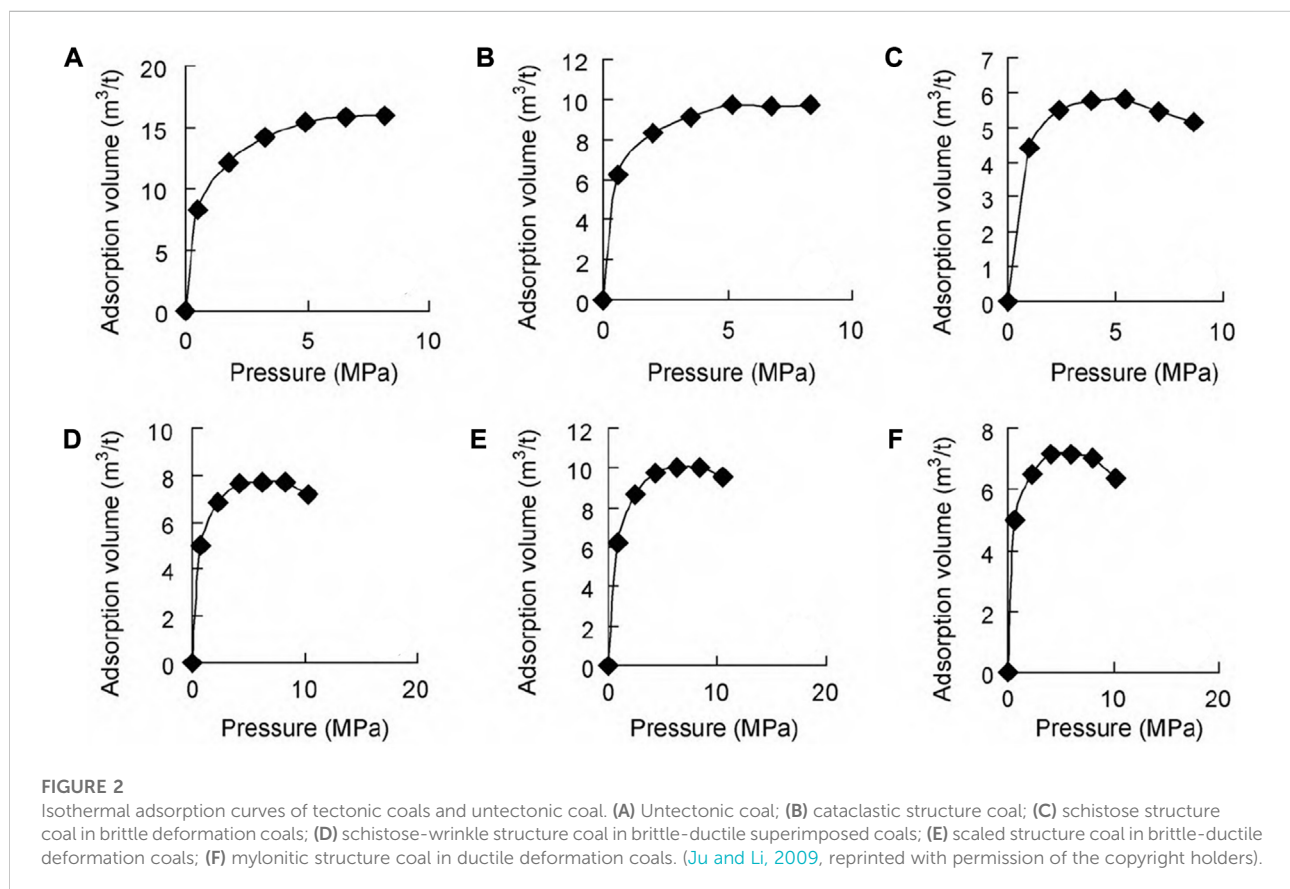 A
Adsorption volume (m³/t)
20
15
10
5
0
0
5
10
Pressure (MPa)
B
Adsorption volume (m³/t)
12
10
8
6
4
2
0
0
5
10
Pressure (MPa)
C
Adsorption volume (m³/t)
7
6
5
4
3
2
1
0
0
5
10
Pressure (MPa)
D
Adsorption volume (m³/t)
10
8
6
4
2
0
0
10
20
Pressure (MPa)
E
Adsorption volume (m³/t)
12
10
8
6
4
2
0
0
10
20
Pressure (MPa)
F
Adsorption volume (m³/t)
8
6
4
2
0
0
10
20
Pressure (MPa)
FIGURE 2
Isothermal adsorption curves of tectonic coals and untectonic coal. (A) Untectonic coal; (B) cataclastic structure coal; (C) schistose structure
coal in brittle deformation coals; (D) schistose-wrinkle structure coal in brittle-ductile superimposed coals; (E) scaled structure coal in brittle-ductile
deformation coals; (F) mylonitic structure coal in ductile deformation coals. (Ju and Li, 2009, reprinted with permission of the copyright holders).